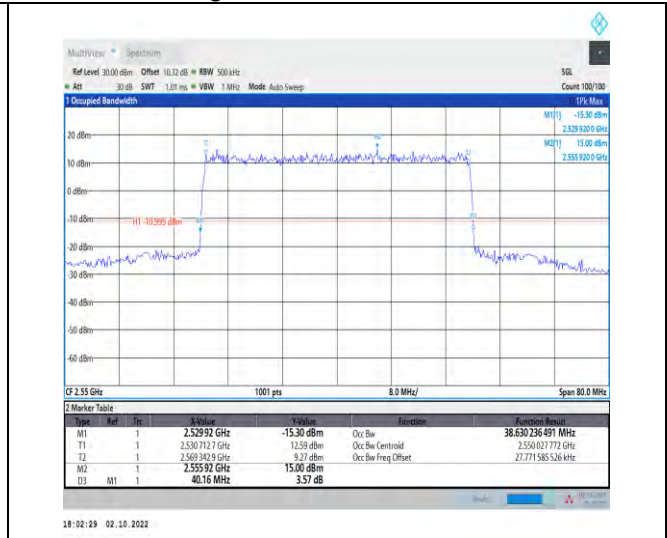 MultiView Spectrum
Ref Level 30.00 dBm Offset 10.32 dB RBW 500 kHz SGL
Att 30 dB SWT 1.01 ms VBW 1 MHz Mode Auto Sweep Count 100/100
1 Occupied Bandwidth 1Pk Max
M1[1] -15.30 dBm
2.529 920 0 GHz
M2[1] 15.00 dBm
2.555 920 0 GHz
20 dBm
10 dBm
0 dBm
-10 dBm
H1 -10.995 dBm
-20 dBm
-30 dBm
-40 dBm
-50 dBm
-60 dBm
CF 2.55 GHz 1001 pts 8.0 MHz/ Span 80.0 MHz
2 Marker Table
Type Ref Trc X-Value Y-Value Function Function Result
M1 1 2.529 92 GHz -15.30 dBm Occ Bw 38.630 236 491 MHz
T1 1 2.530 712 7 GHz 12.59 dBm Occ Bw Centroid 2.550 027 772 GHz
T2 1 2.569 342 9 GHz 9.27 dBm Occ Bw Freq Offset 27.771 585 526 kHz
M2 1 2.555 92 GHz 15.00 dBm
D3 M1 1 40.16 MHz 3.57 dB
18:02:29 02.10.2022